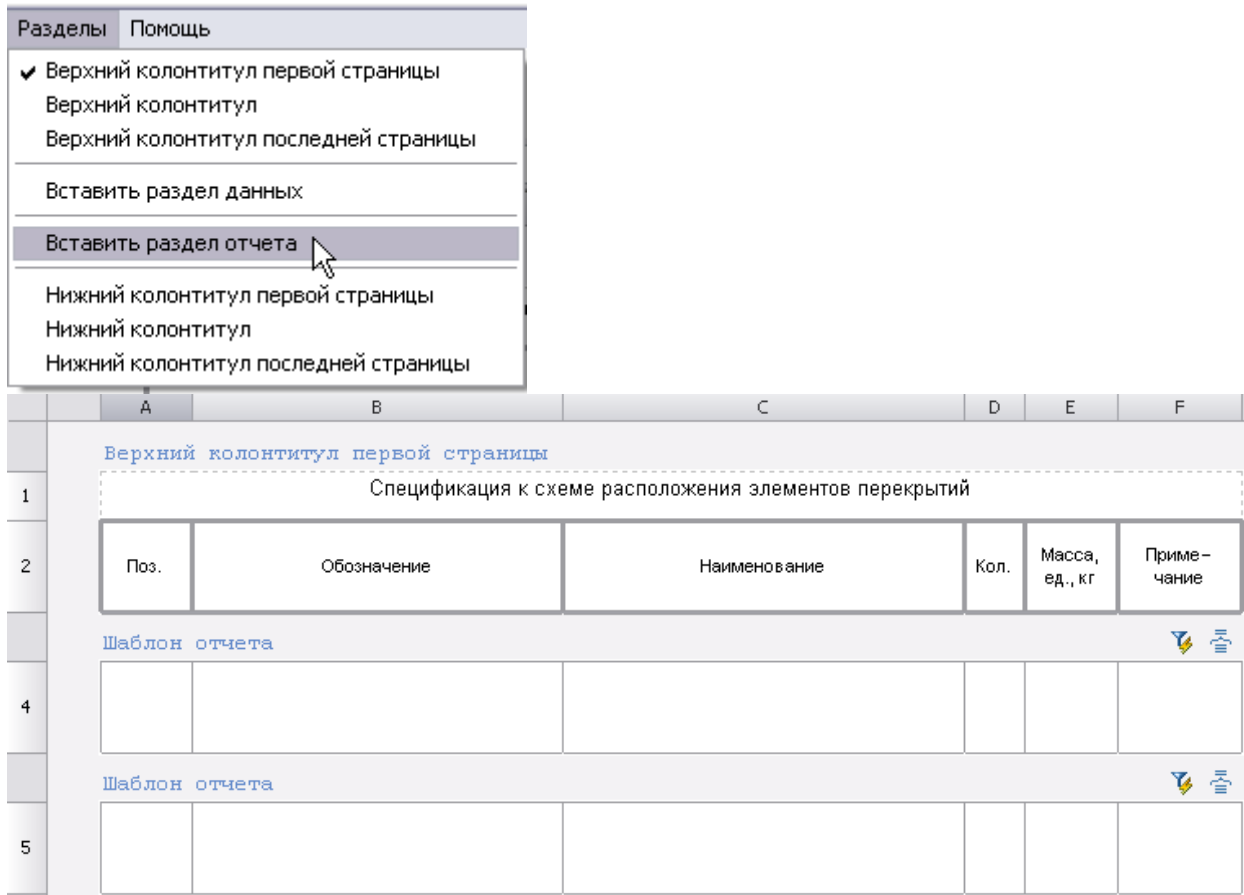 Разделы Помощь
Верхний колонтитул первой страницы
Верхний колонтитул
Верхний колонтитул последней страницы
Вставить раздел данных
Вставить раздел отчета
Нижний колонтитул первой страницы
Нижний колонтитул
Нижний колонтитул последней страницы
A B C D E F
Верхний колонтитул первой страницы
1 Спецификация к схеме расположения элементов перекрытий
2 Поз. Обозначение Наименование Кол. Масса, Приме-
ед., кг чание
Шаблон отчета
4
Шаблон отчета
5